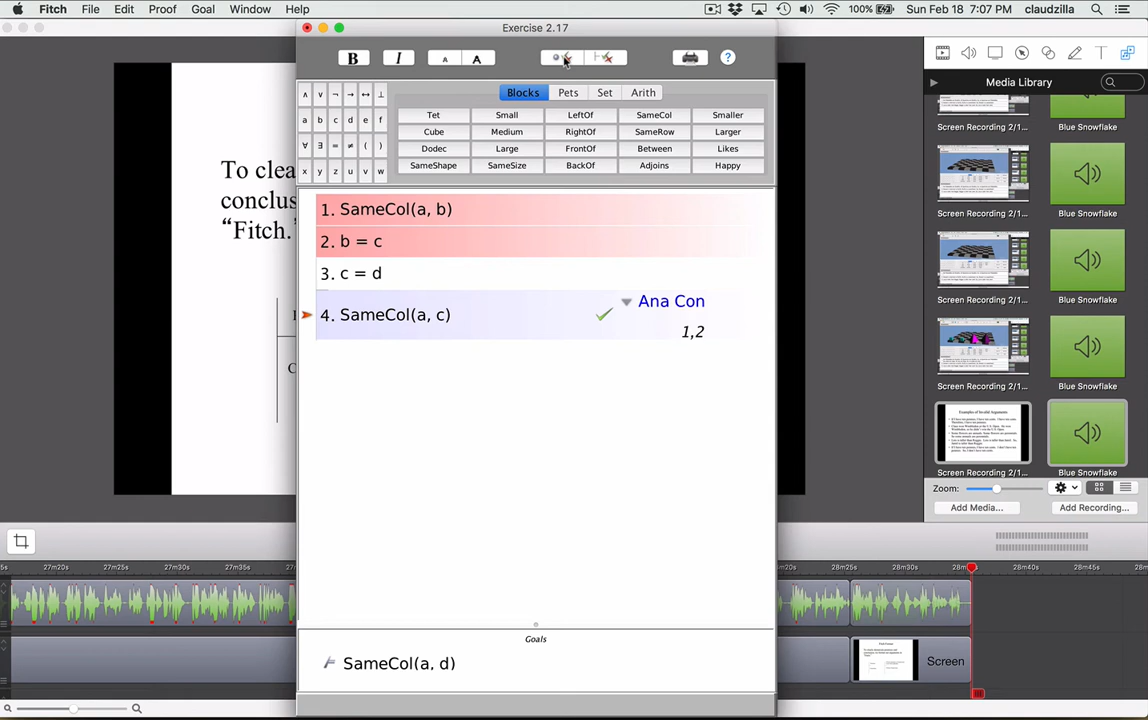 Fitch File Edit Proof Goal Window Help 100% Sun Feb 18 7:07 PM claudzilla
Exercise 2.17
B I A A ?
∧ ∨ ¬ → ↔ ⊥
a b c d e f
∀ ∃ = ≠ ( )
x y z u v w
Blocks Pets Set Arith
Tet Small LeftOf SameCol Smaller
Cube Medium RightOf SameRow Larger
Dodec Large FrontOf Between Likes
SameShape SameSize BackOf Adjoins Happy
To clea
conclus
“Fitch.”
1. SameCol(a, b)
2. b = c
3. c = d
4. SameCol(a, c) Ana Con
1,2
Goals
SameCol(a, d)
Media Library
Screen Recording 2/1... Blue Snowflake
Screen Recording 2/1... Blue Snowflake
Screen Recording 2/1... Blue Snowflake
Screen Recording 2/1... Blue Snowflake
Examples of Invalid Arguments
Screen Recording 2/1... Blue Snowflake
Zoom:
Add Media... Add Recording...
27m20s 27m25s 27m30s 27m35s 28m25s 28m30s 28m40s 28m45s
Screen